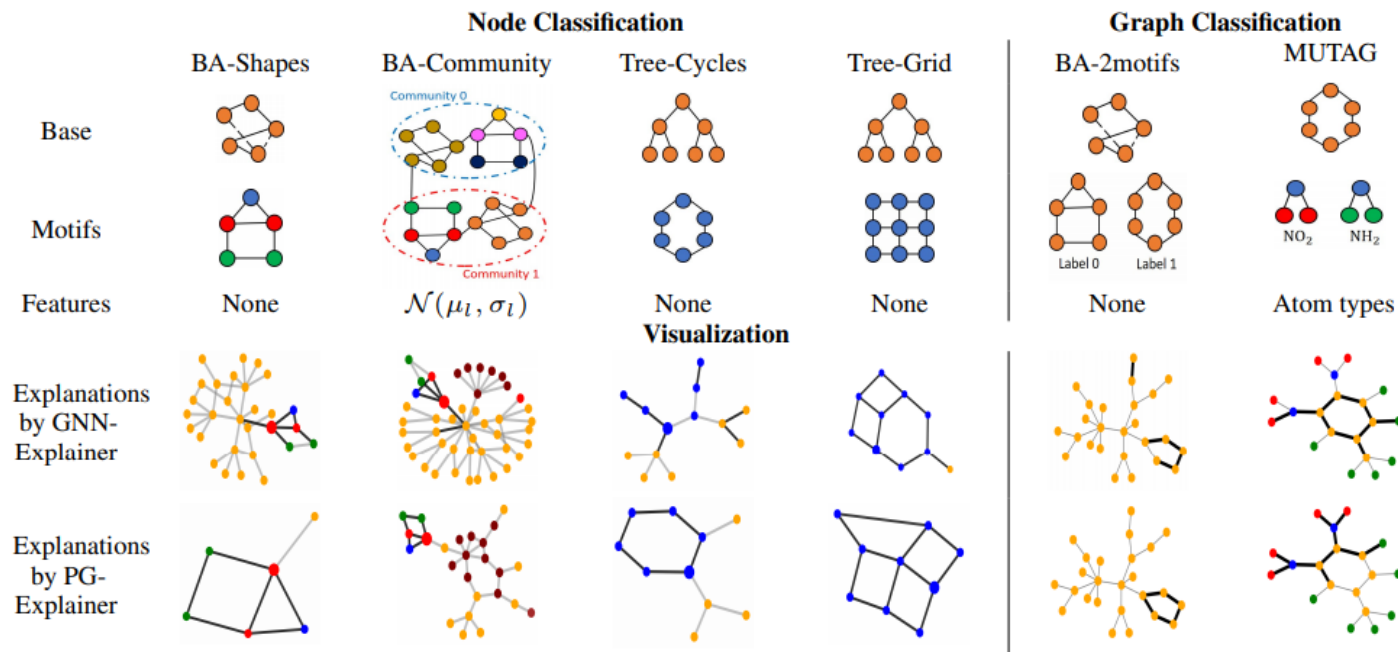 Node Classification
Graph Classification
BA-Shapes
BA-Community
Tree-Cycles
Tree-Grid
BA-2motifs
MUTAG
Base
Community 0
Motifs
Community 1
Label 0
Label 1
NO₂
NH₂
Features
None
𝒩(μₗ, σₗ)
None
None
None
Atom types
Visualization
Explanations
by GNN-
Explainer
Explanations
by PG-
Explainer